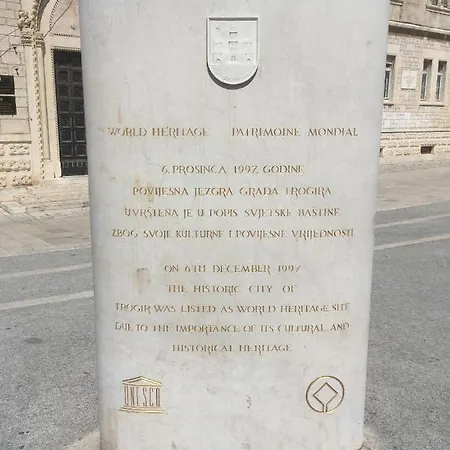 WORLD HERITAGE PATRIMOINE MONDIAL
6. PROSINCA 1997. GODINE
POVIJESNA JEZGRA GRADA TROGIRA
UVRŠTENA JE U POPIS SVJETSKE BAŠTINE
ZBOG SVOJE KULTURNE I POVIJESNE VRIJEDNOSTI
ON 6TH DECEMBER 1997
THE HISTORIC CITY OF
TROGIR WAS LISTED AS WORLD HERITAGE SITE
DUE TO THE IMPORTANCE OF ITS CULTURAL AND
HISTORICAL HERITAGE
UNESCO